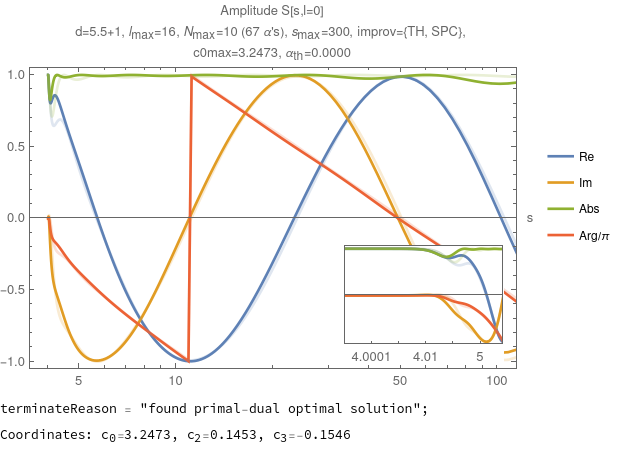 Amplitude S[s,l=0]
d=5.5+1, lmax=16, Nmax=10 (67 α's), smax=300, improv={TH, SPC},
c0max=3.2473, αth=0.0000
1.0
0.5
0.0
−0.5
−1.0
5
10
50
100
s
4.0001
4.01
5
Re
Im
Abs
Arg/π
terminateReason = "found primal-dual optimal solution";
Coordinates: c0=3.2473, c2=0.1453, c3=-0.1546